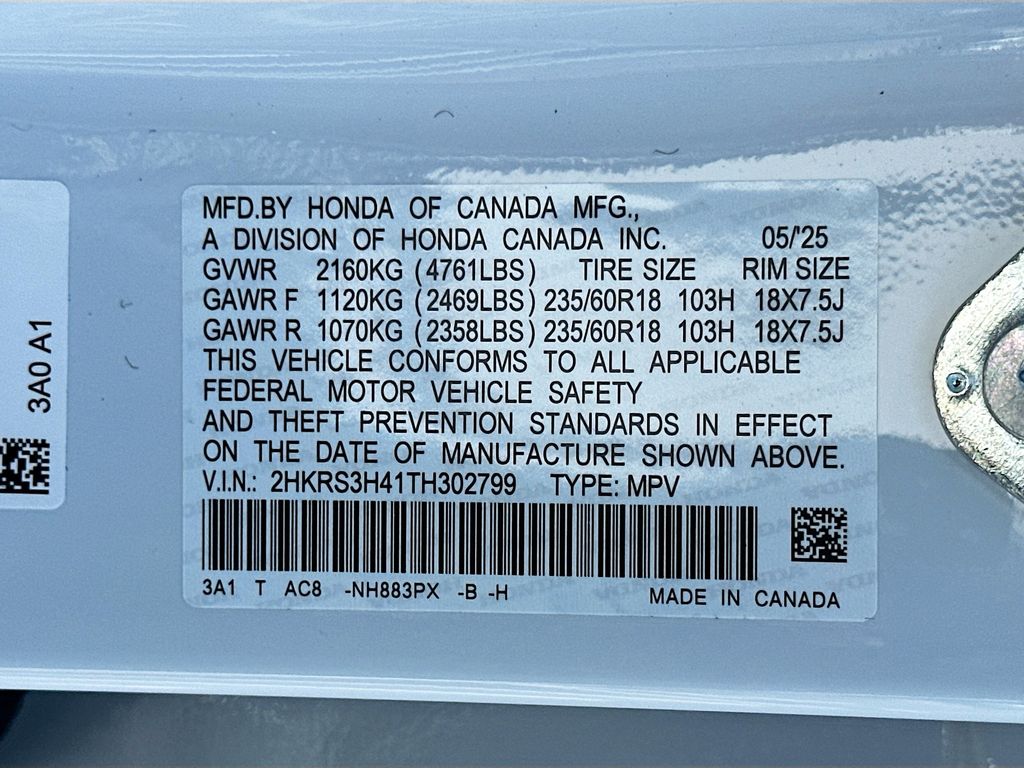 MFD.BY HONDA OF CANADA MFG.,
A DIVISION OF HONDA CANADA INC. 05/'25
GVWR 2160KG (4761LBS) TIRE SIZE RIM SIZE
GAWR F 1120KG (2469LBS) 235/60R18 103H 18X7.5J
GAWR R 1070KG (2358LBS) 235/60R18 103H 18X7.5J
THIS VEHICLE CONFORMS TO ALL APPLICABLE
FEDERAL MOTOR VEHICLE SAFETY
AND THEFT PREVENTION STANDARDS IN EFFECT
ON THE DATE OF MANUFACTURE SHOWN ABOVE.
V.I.N.: 2HKRS3H41TH302799 TYPE: MPV
3A1 T AC8 -NH883PX -B -H MADE IN CANADA
3A0 A1